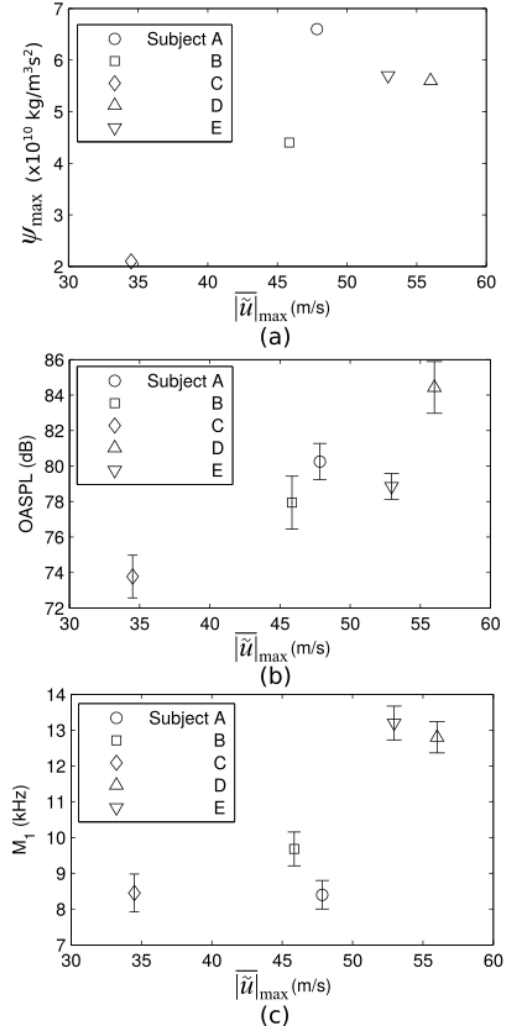 7
6
5
4
3
2
ψmax (x10¹⁰ kg/m³s²)
Subject A
B
C
D
E
30 35 40 45 50 55 60
|ũ|max (m/s)
(a)
86
84
82
80
78
76
74
72
OASPL (dB)
Subject A
B
C
D
E
30 35 40 45 50 55 60
|ũ|max (m/s)
(b)
14
13
12
11
10
9
8
7
M₁ (kHz)
Subject A
B
C
D
E
30 35 40 45 50 55 60
|ũ|max (m/s)
(c)